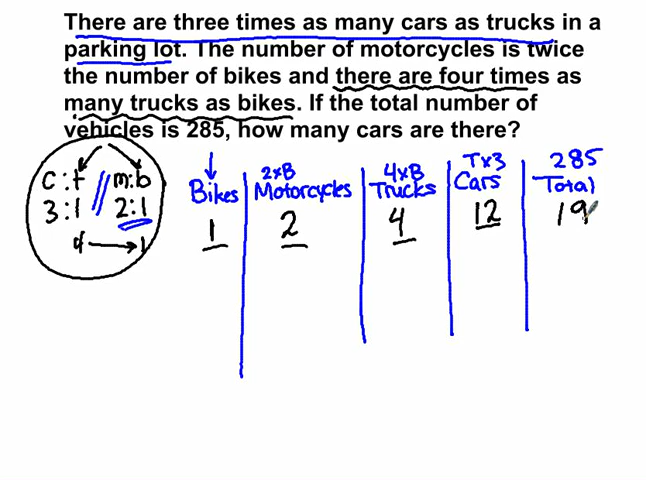 There are three times as many cars as trucks in a
parking lot. The number of motorcycles is twice
the number of bikes and there are four times as
many trucks as bikes. If the total number of
vehicles is 285, how many cars are there?
c:t // m:b
3:1 2:1
4 → 1
2×B 4×B T×3 285
Bikes Motorcycles Trucks Cars Total
1 2 4 12 19